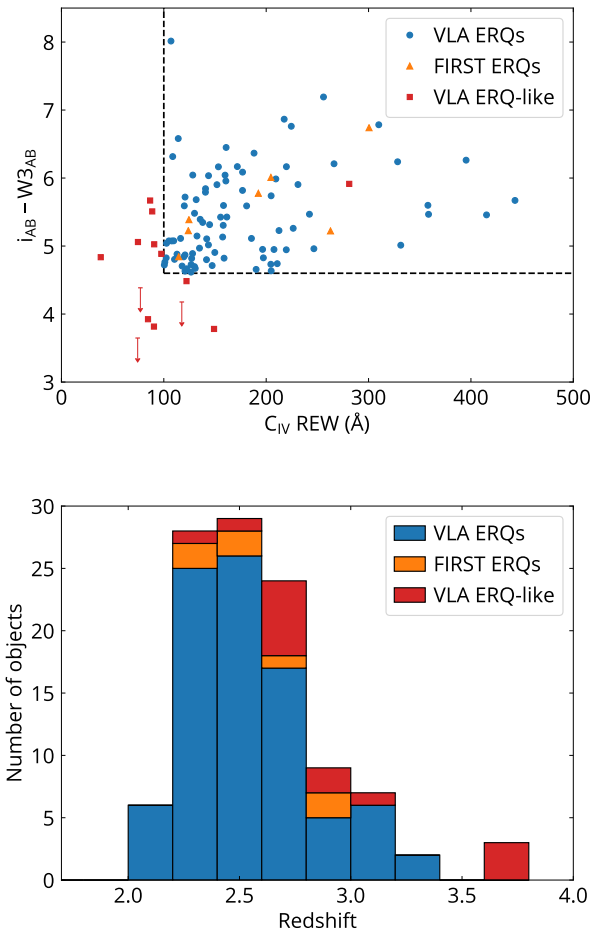 8
7
6
5
4
3
i_AB − W3_AB
VLA ERQs
FIRST ERQs
VLA ERQ-like
0 100 200 300 400 500
C_IV REW (Å)
30
25
20
15
10
5
0
Number of objects
VLA ERQs
FIRST ERQs
VLA ERQ-like
2.0 2.5 3.0 3.5 4.0
Redshift